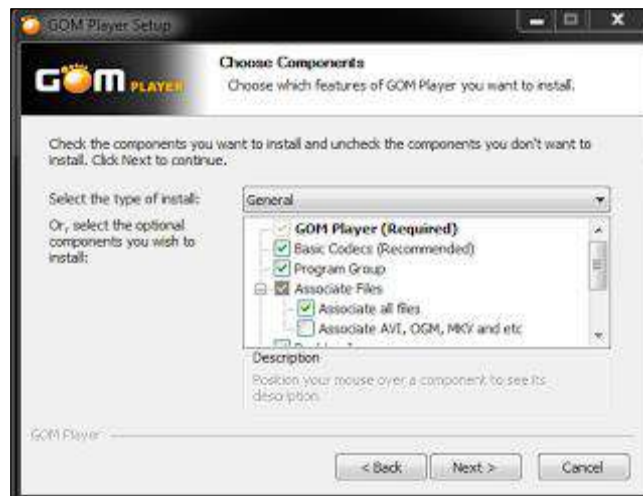 GOM Player Setup
GOM PLAYER
Choose Components
Choose which features of GOM Player you want to install.
Check the components you want to install and uncheck the components you don't want to
install. Click Next to continue.
Select the type of install:
General
Or, select the optional
components you wish to
install:
GOM Player (Required)
Basic Codecs (Recommended)
Program Group
Associate Files
Associate all files
Associate AVI, OGM, MKV and etc
Description
Position your mouse over a component to see its
description.
GOM Player
< Back
Next >
Cancel